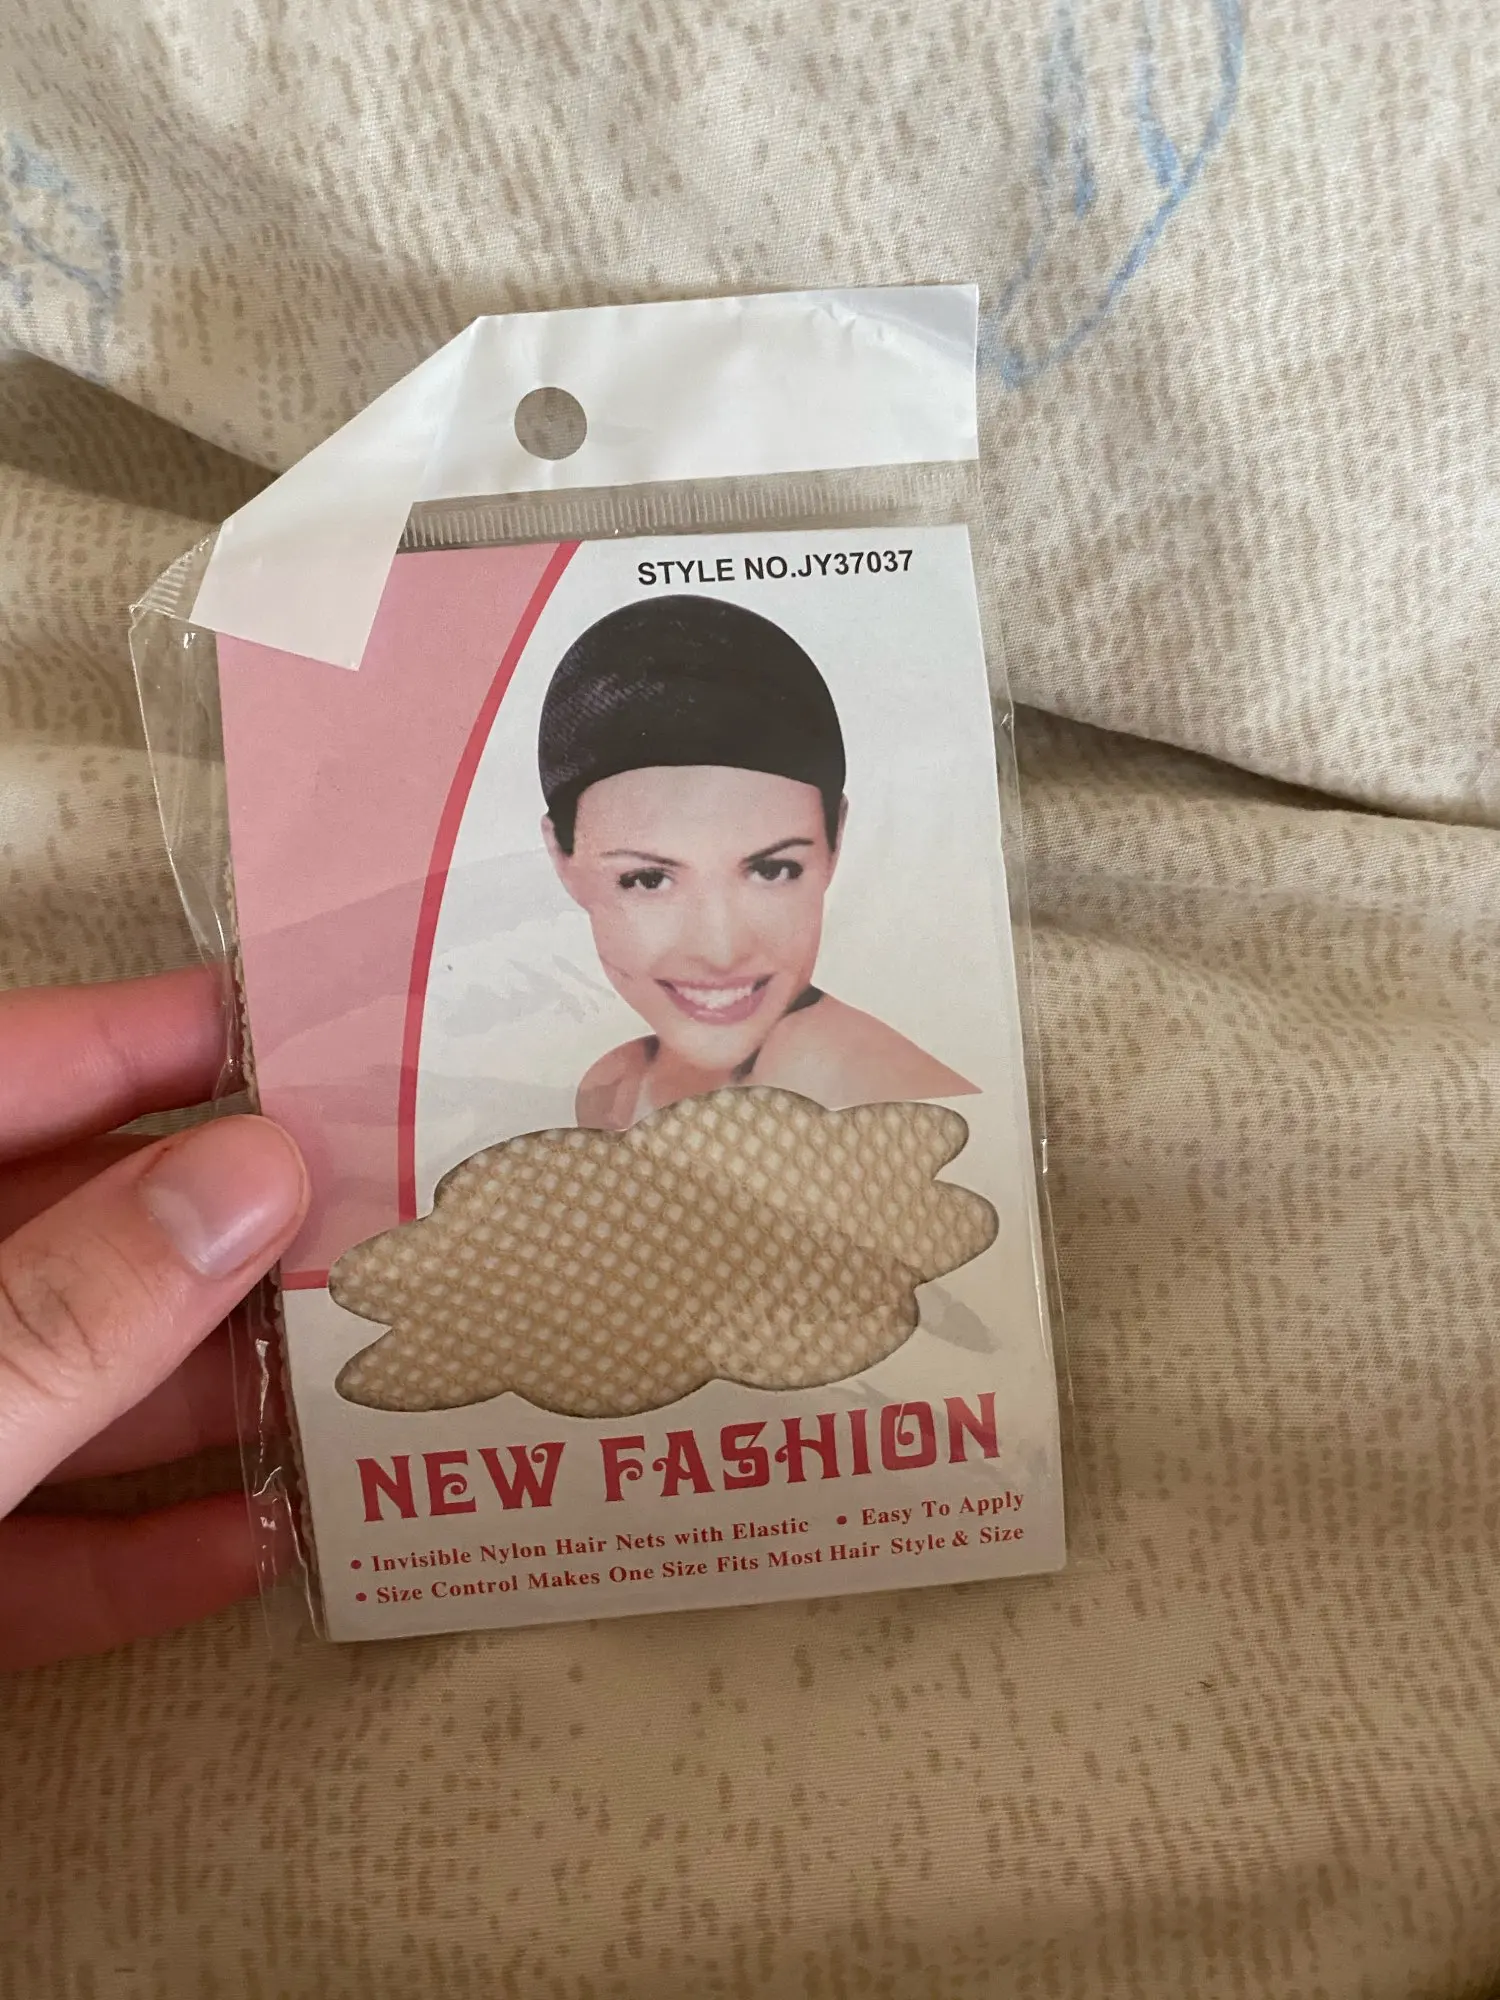 STYLE NO.JY37037
NEW FASHION
• Invisible Nylon Hair Nets with Elastic • Easy To Apply
• Size Control Makes One Size Fits Most Hair Style & Size